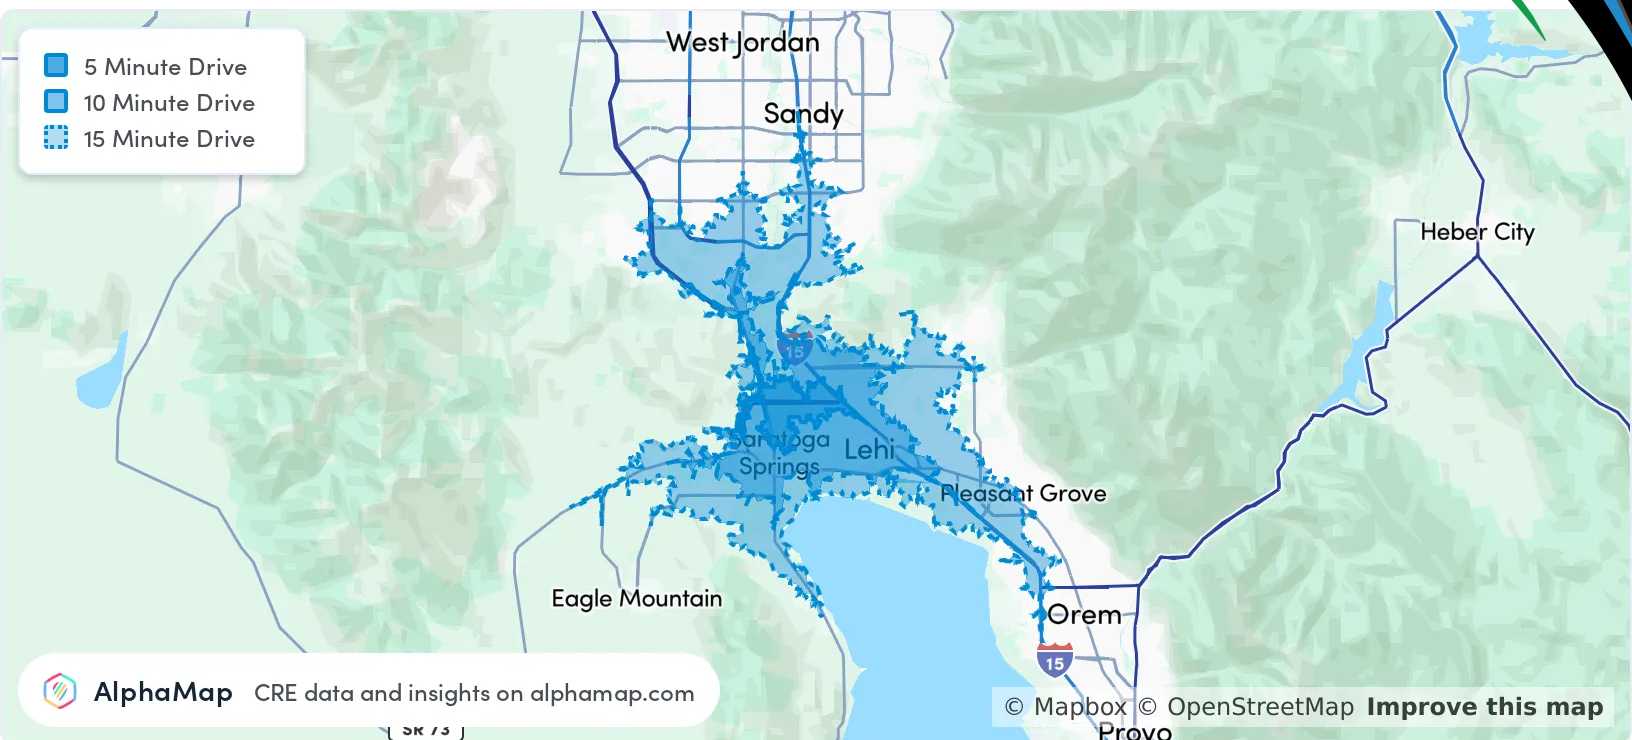 5 Minute Drive
10 Minute Drive
15 Minute Drive
West Jordan
Sandy
Heber City
15
Saratoga
Springs
Lehi
Pleasant Grove
Eagle Mountain
Orem
15
AlphaMap CRE data and insights on alphamap.com
© Mapbox © OpenStreetMap Improve this map
SR 73
Provo